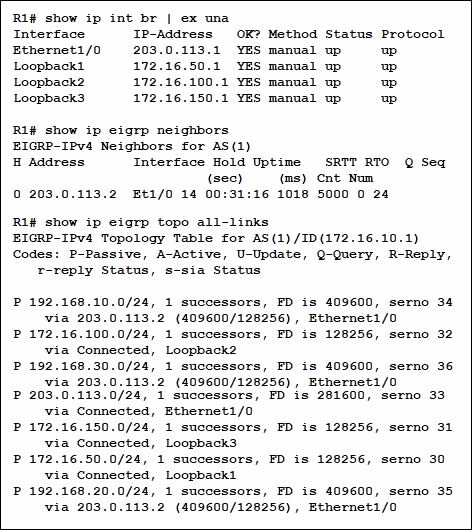 R1# show ip int br | ex una
Interface IP-Address OK? Method Status Protocol
Ethernet1/0 203.0.113.1 YES manual up up
Loopback1 172.16.50.1 YES manual up up
Loopback2 172.16.100.1 YES manual up up
Loopback3 172.16.150.1 YES manual up up
R1# show ip eigrp neighbors
EIGRP-IPv4 Neighbors for AS(1)
H Address Interface Hold Uptime SRTT RTO Q Seq
(sec) (ms) Cnt Num
0 203.0.113.2 Et1/0 14 00:31:16 1018 5000 0 24
R1# show ip eigrp topo all-links
EIGRP-IPv4 Topology Table for AS(1)/ID(172.16.10.1)
Codes: P-Passive, A-Active, U-Update, Q-Query, R-Reply,
r-reply Status, s-sia Status
P 192.168.10.0/24, 1 successors, FD is 409600, serno 34
via 203.0.113.2 (409600/128256), Ethernet1/0
P 172.16.100.0/24, 1 successors, FD is 128256, serno 32
via Connected, Loopback2
P 192.168.30.0/24, 1 successors, FD is 409600, serno 36
via 203.0.113.2 (409600/128256), Ethernet1/0
P 203.0.113.0/24, 1 successors, FD is 281600, serno 33
via Connected, Ethernet1/0
P 172.16.150.0/24, 1 successors, FD is 128256, serno 31
via Connected, Loopback3
P 172.16.50.0/24, 1 successors, FD is 128256, serno 30
via Connected, Loopback1
P 192.168.20.0/24, 1 successors, FD is 409600, serno 35
via 203.0.113.2 (409600/128256), Ethernet1/0